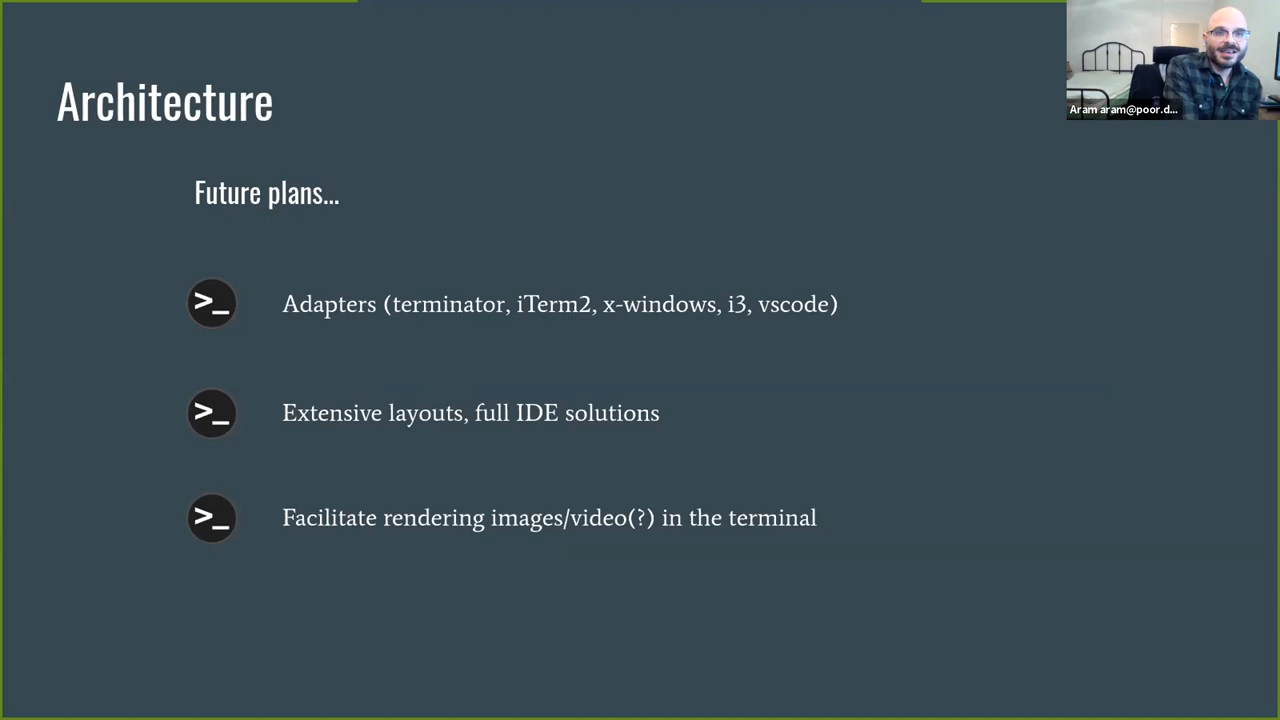 Architecture
Aram aram@poor.d...
Future plans...
>_ Adapters (terminator, iTerm2, x-windows, i3, vscode)
>_ Extensive layouts, full IDE solutions
>_ Facilitate rendering images/video(?) in the terminal